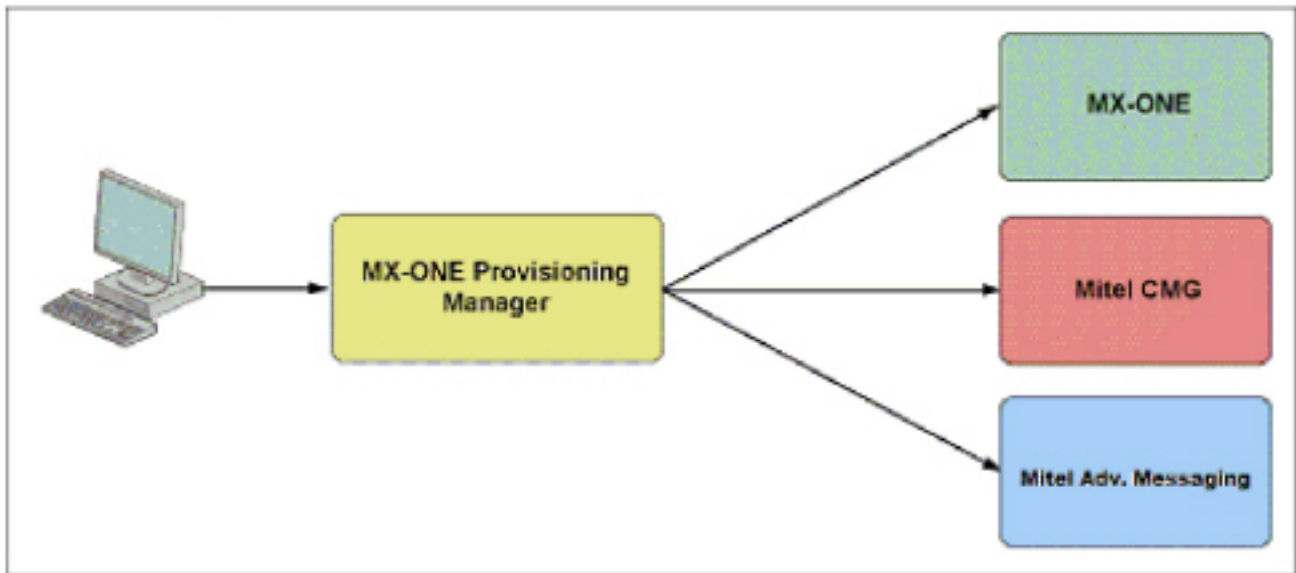 MX-ONE
MX-ONE Provisioning
Manager
Mitel CMG
Mitel Adv. Messaging